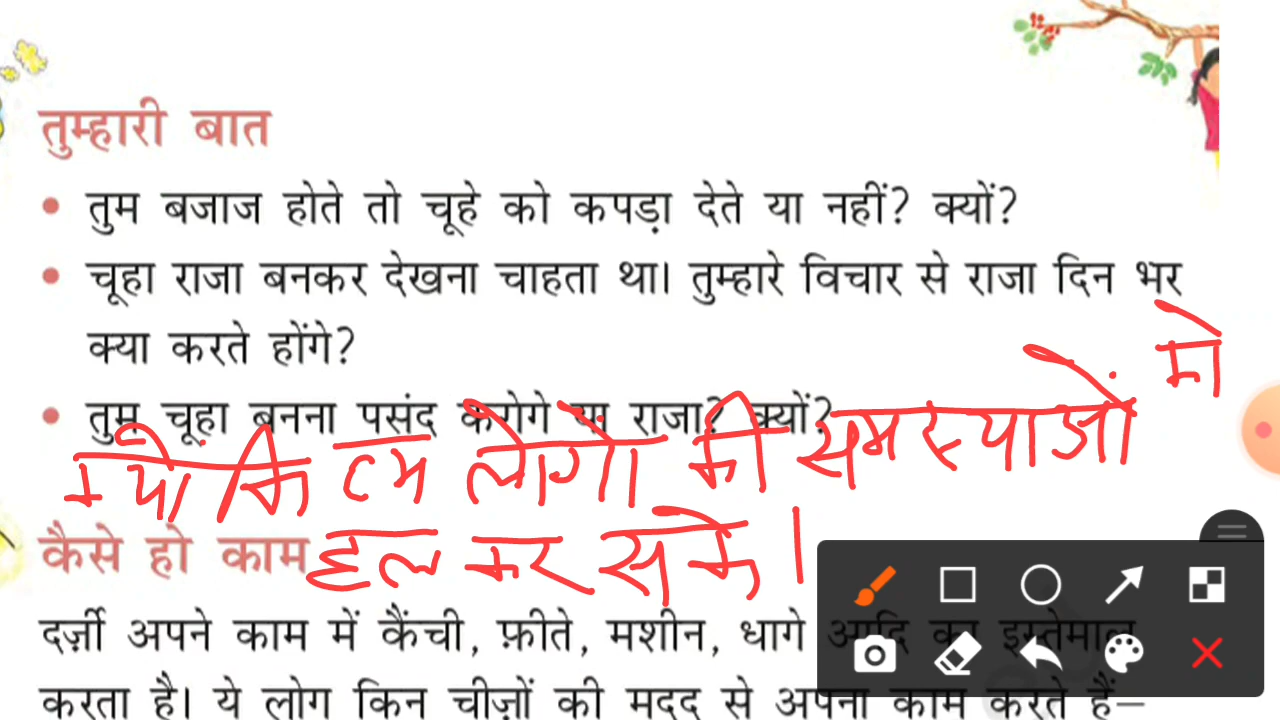 तुम्हारी बात
• तुम बजाज होते तो चूहे को कपड़ा देते या नहीं? क्यों?
• चूहा राजा बनकर देखना चाहता था। तुम्हारे विचार से राजा दिन भर
क्या करते होंगे?
• तुम चूहा बनना पसंद करोगे या राजा? क्यों?
में
क्योंकि हम लोगों की समस्याओं
हल कर सके।
कैसे हो काम
दर्ज़ी अपने काम में कैंची, फ़ीते, मशीन, धागे आदि का इस्तेमाल
करता है। ये लोग किन चीज़ों की मदद से अपना काम करते हैं–